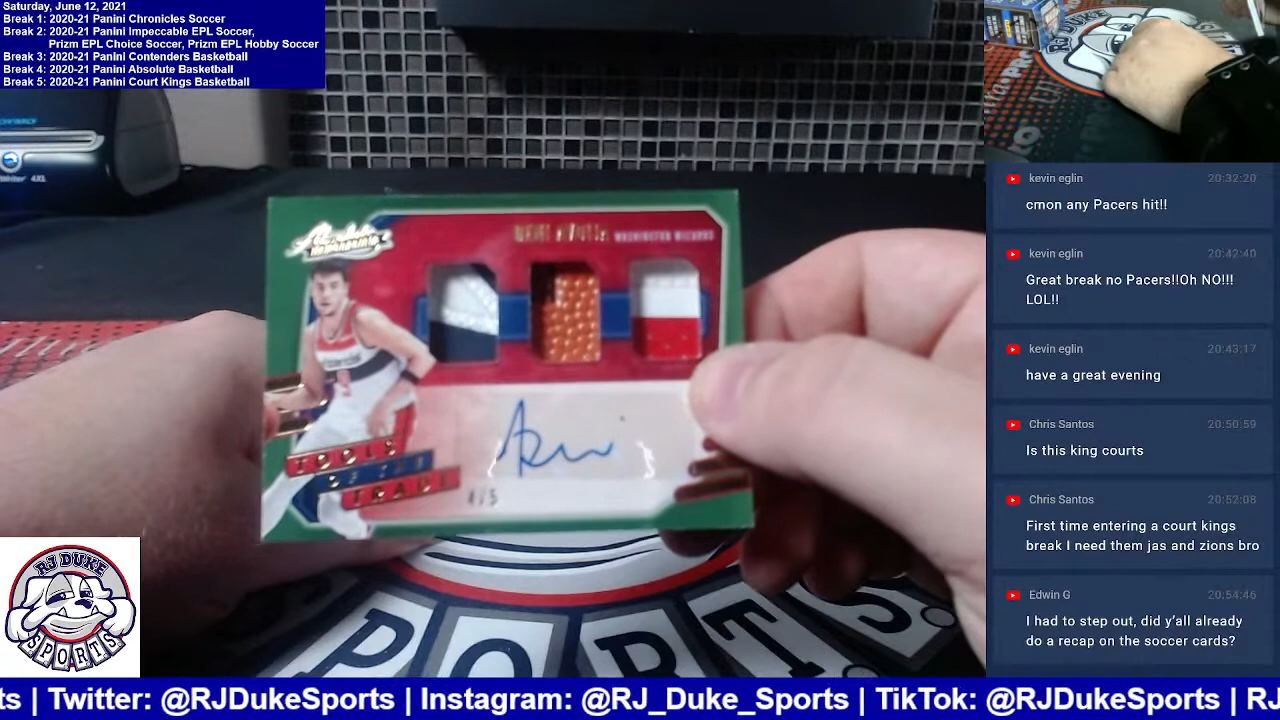 Saturday, June 12, 2021
Break 1: 2020-21 Panini Chronicles Soccer
Break 2: 2020-21 Panini Impeccable EPL Soccer,
Prizm EPL Choice Soccer, Prizm EPL Hobby Soccer
Break 3: 2020-21 Panini Contenders Basketball
Break 4: 2020-21 Panini Absolute Basketball
Break 5: 2020-21 Panini Court Kings Basketball
4XL
Absolute
MEMORABILIA
WASHINGTON WIZARDS
TOOLS
OF THE
TRADE
4/5
RJ DUKE
SPORTS
PORTS.
kevin eglin 20:32:20
cmon any Pacers hit!!
kevin eglin 20:42:40
Great break no Pacers!!Oh NO!!!
LOL!!
kevin eglin 20:43:17
have a great evening
Chris Santos 20:50:59
Is this king courts
Chris Santos 20:52:08
First time entering a court kings
break I need them jas and zions bro
Edwin G 20:54:46
I had to step out, did y'all already
do a recap on the soccer cards?
ts | Twitter: @RJDukeSports | Instagram: @RJ_Duke_Sports | TikTok: @RJDukeSports | RJ